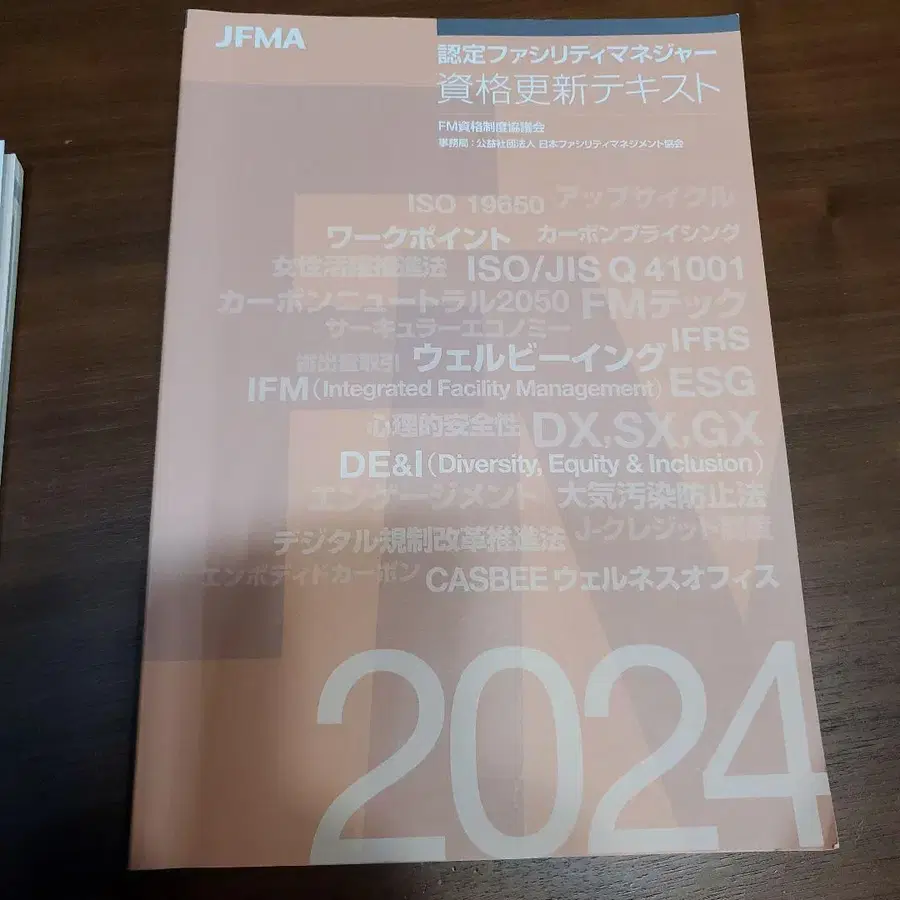 JFMA
認定ファシリティマネジャー
資格更新テキスト
FM資格制度協議会
事務局：公益社団法人 日本ファシリティマネジメント協会
ISO 19650 アップサイクル
ワークポイント カーボンプライシング
女性活躍推進法 ISO/JIS Q 41001
カーボンニュートラル2050 FMテック
サーキュラーエコノミー IFRS
排出量取引 ウェルビーイング
IFM(Integrated Facility Management) ESG
心理的安全性 DX,SX,GX
DE&I(Diversity, Equity & Inclusion)
エンゲージメント 大気汚染防止法
デジタル規制改革推進法 J-クレジット制度
エンボディドカーボン CASBEEウェルネスオフィス
2024